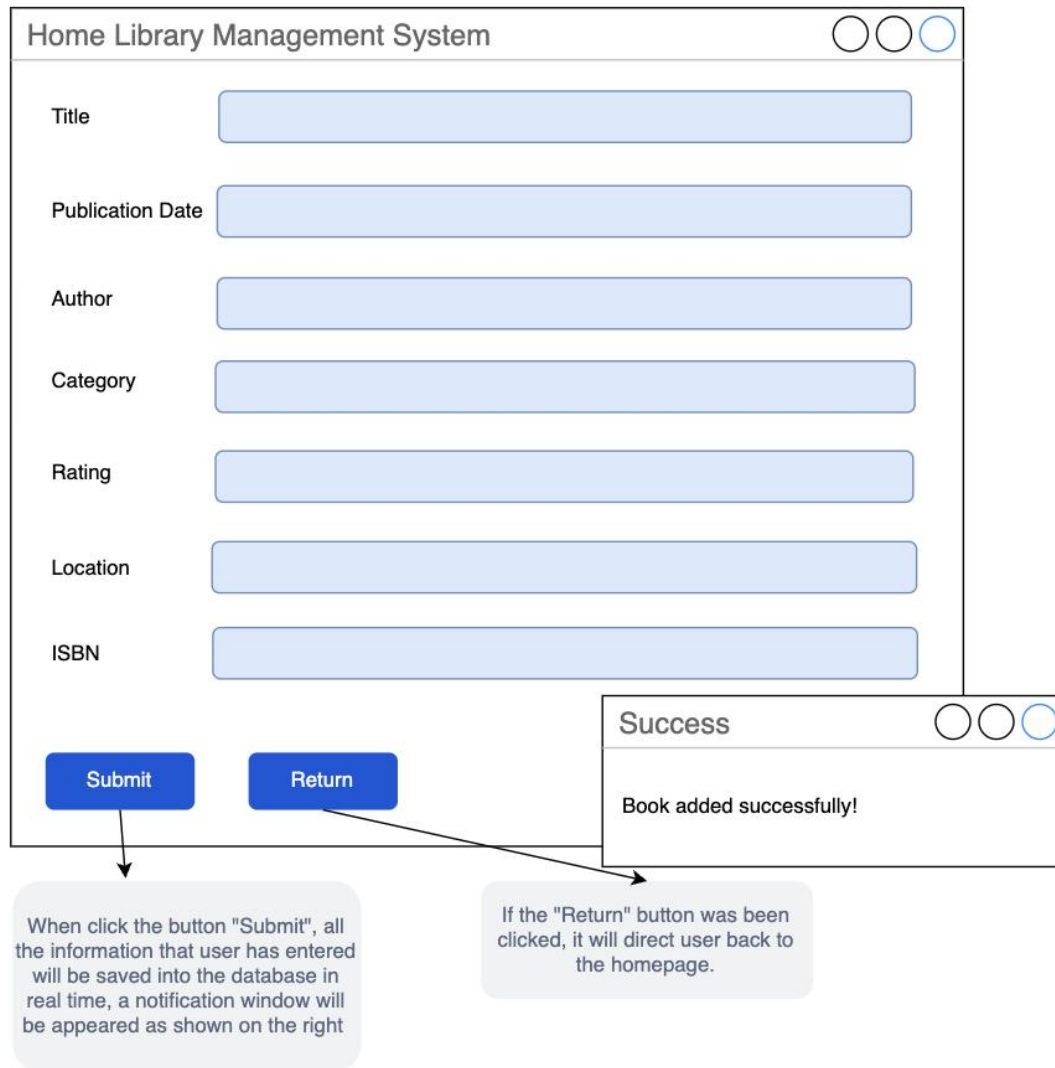 Home Library Management System
Title
Publication Date
Author
Category
Rating
Location
ISBN
Submit
Return
Success
Book added successfully!
When click the button "Submit", all
the information that user has entered
will be saved into the database in
real time, a notification window will
be appeared as shown on the right
If the "Return" button was been
clicked, it will direct user back to
the homepage.